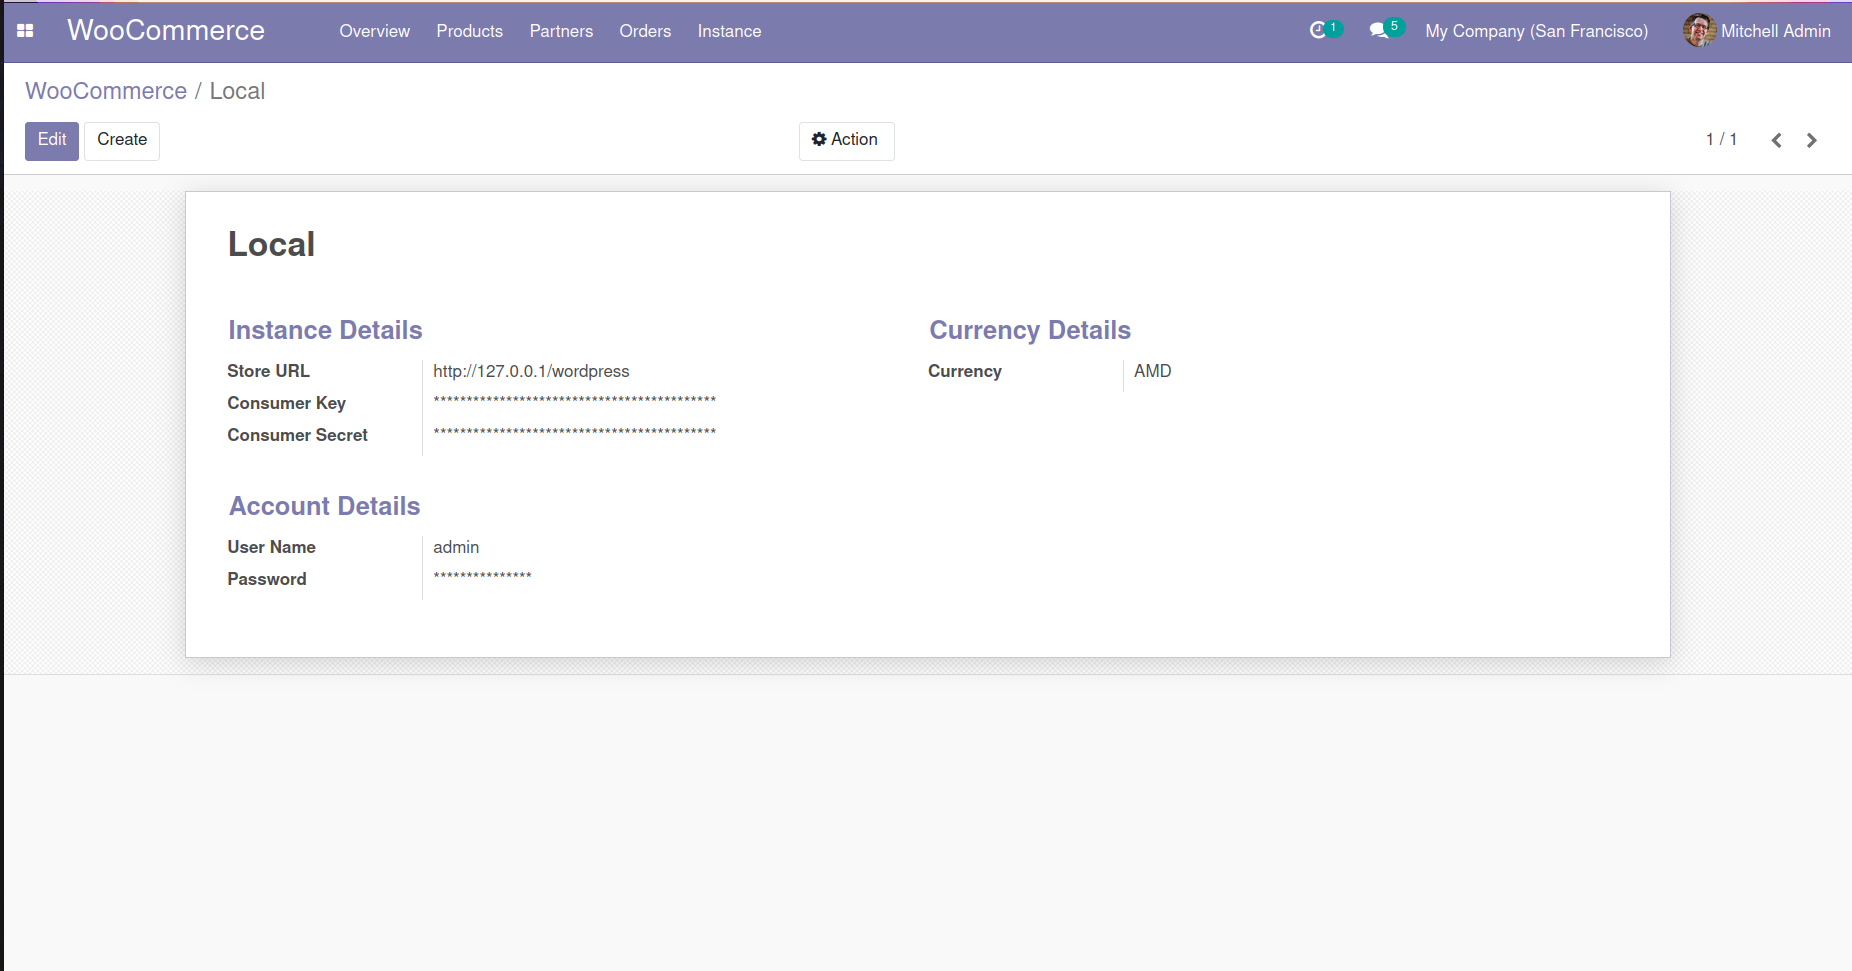 WooCommerce Overview Products Partners Orders Instance 1 5 My Company (San Francisco) Mitchell Admin
WooCommerce / Local
Edit Create Action 1 / 1
Local
Instance Details
Store URL http://127.0.0.1/wordpress
Consumer Key *******************************************
Consumer Secret *******************************************
Currency Details
Currency AMD
Account Details
User Name admin
Password ***************